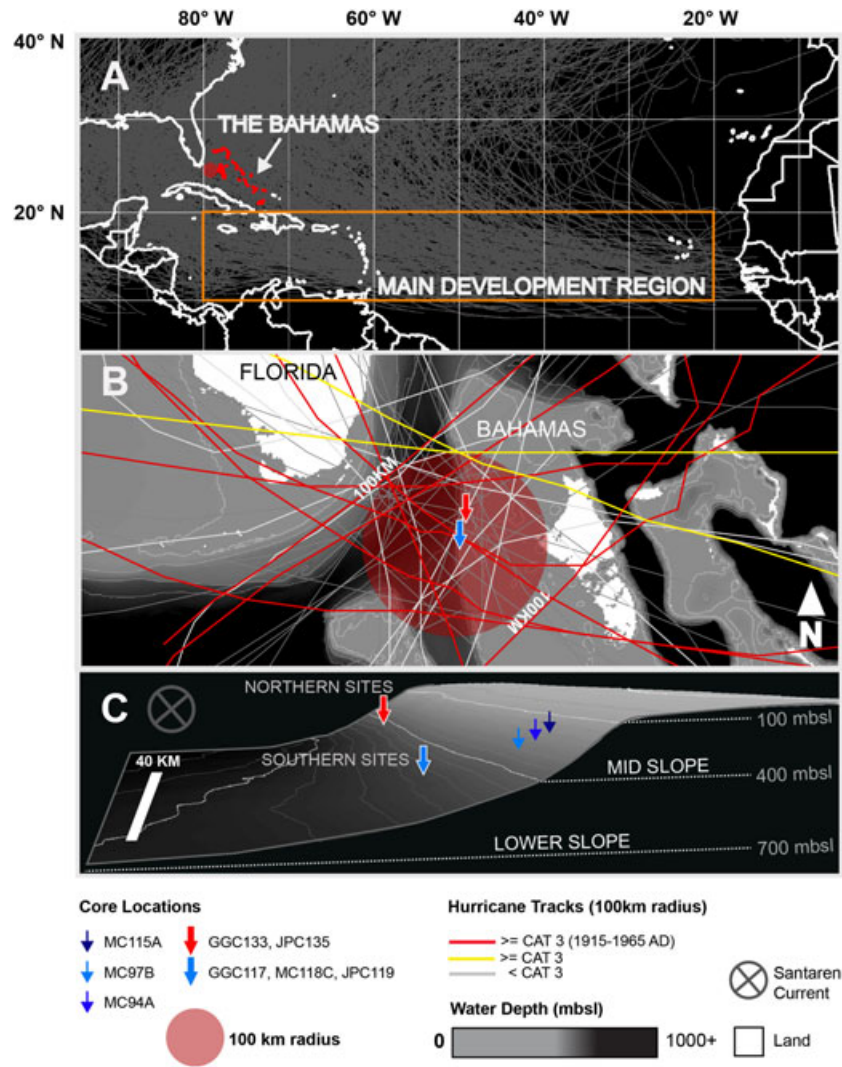 80° W 60° W 40° W 20° W
40° N
A
THE BAHAMAS
20° N
MAIN DEVELOPMENT REGION
B
FLORIDA
BAHAMAS
100KM
100KM
N
C
NORTHERN SITES
100 mbsl
40 KM
SOUTHERN SITES
MID SLOPE
400 mbsl
LOWER SLOPE
700 mbsl
Core Locations
MC115A
GGC133, JPC135
MC97B
GGC117, MC118C, JPC119
MC94A
100 km radius
Hurricane Tracks (100km radius)
>= CAT 3 (1915-1965 AD)
>= CAT 3
< CAT 3
Santaren
Current
Water Depth (mbsl)
0 1000+
Land